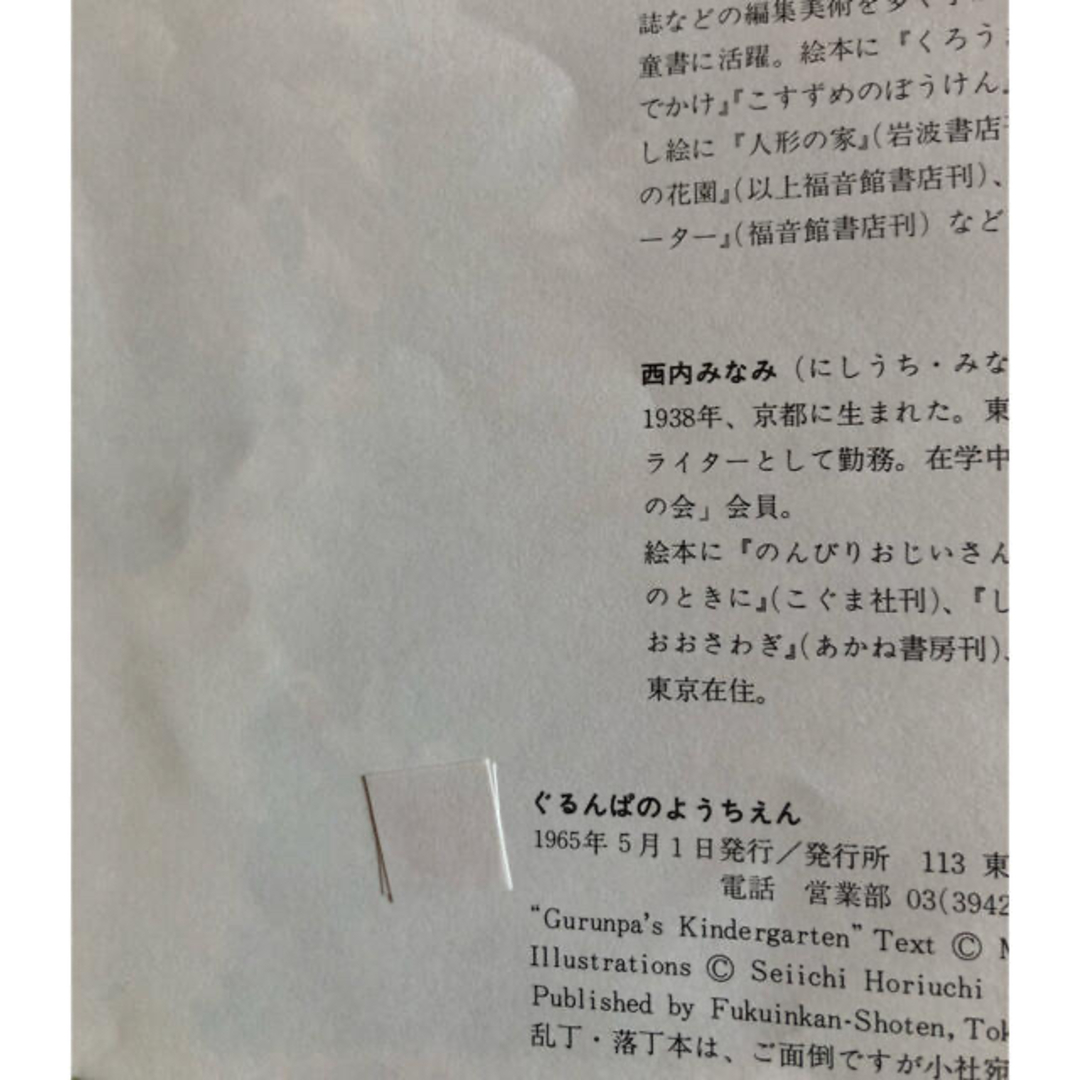 誌などの編集美術を多く手
童書に活躍。絵本に『くろう
でかけ』『こすずめのぼうけん』
し絵に『人形の家』(岩波書店
の花園』(以上福音館書店刊)、
ーター』(福音館書店刊) など
西内みなみ (にしうち・みな
1938年、京都に生まれた。東
ライターとして勤務。在学中
の会」会員。
絵本に『のんびりおじいさん
のときに』(こぐま社刊)、『し
おおさわぎ』(あかね書房刊)、
東京在住。
ぐるんぱのようちえん
1965年 5月1日発行/発行所 113 東
電話 営業部 03(3942
“Gurunpa's Kindergarten” Text ©
Illustrations © Seiichi Horiuchi
Published by Fukuinkan-Shoten, Tok
乱丁・落丁本は、ご面倒ですが小社宛